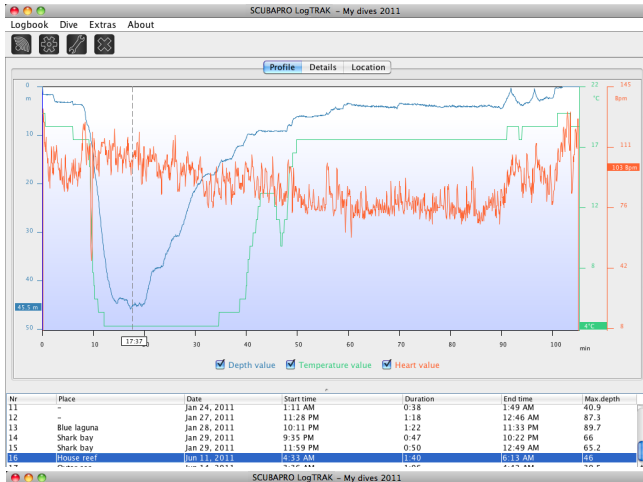 SCUBAPRO LogTRAK - My dives 2011
Logbook Dive Extras About
Profile Details Location
0 22 145
m °C Bpm
10 17 111
103 Bpm
20
12 76
30
8 42
40
45.5 m
50 4°C 8
0 10 17:37 20 30 40 50 60 70 80 90 100 min
Depth value Temperature value Heart value
Nr Place Date Start time Duration End time Max.depth
11 - Jan 24, 2011 1:11 AM 0:38 1:49 AM 40.9
12 - Jan 27, 2011 11:28 PM 1:18 12:46 AM 87.3
13 Blue laguna Jan 28, 2011 10:11 PM 1:22 11:33 PM 89.7
14 Shark bay Jan 29, 2011 9:35 PM 0:47 10:22 PM 66
15 Shark bay Jan 29, 2011 11:59 PM 0:50 12:49 AM 65.2
16 House reef Jun 11, 2011 4:33 AM 1:40 6:13 AM 46
SCUBAPRO LogTRAK - My dives 2011